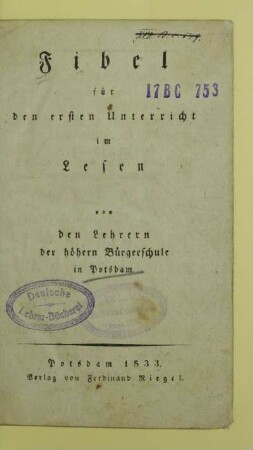 Fibel
für
17 BC 753
den ersten Unterricht
im
Lesen
von
den Lehrern
der höhern Bürgerschule
in Potsdam
Deutsche
Lehrer-Bücherei
Potsdam 1833.
Verlag von Ferdinand Riegel.